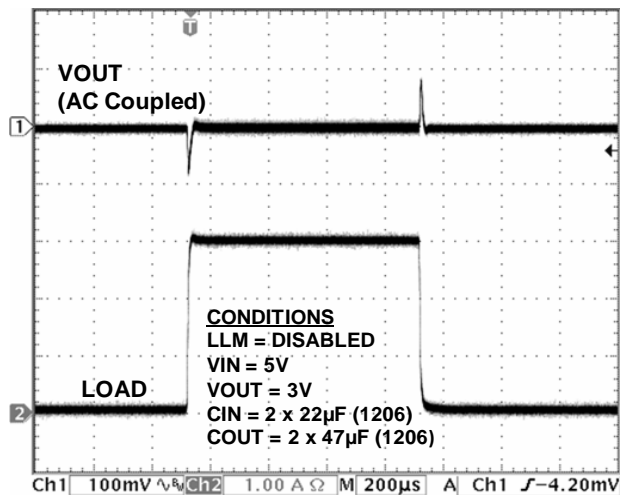 T
VOUT
(AC Coupled)
1
CONDITIONS
LLM = DISABLED
VIN = 5V
VOUT = 3V
CIN = 2 x 22µF (1206)
COUT = 2 x 47µF (1206)
LOAD
2
Ch1 100mV ∿BW Ch2 1.00 A Ω M 200µs A Ch1 ʃ −4.20mV